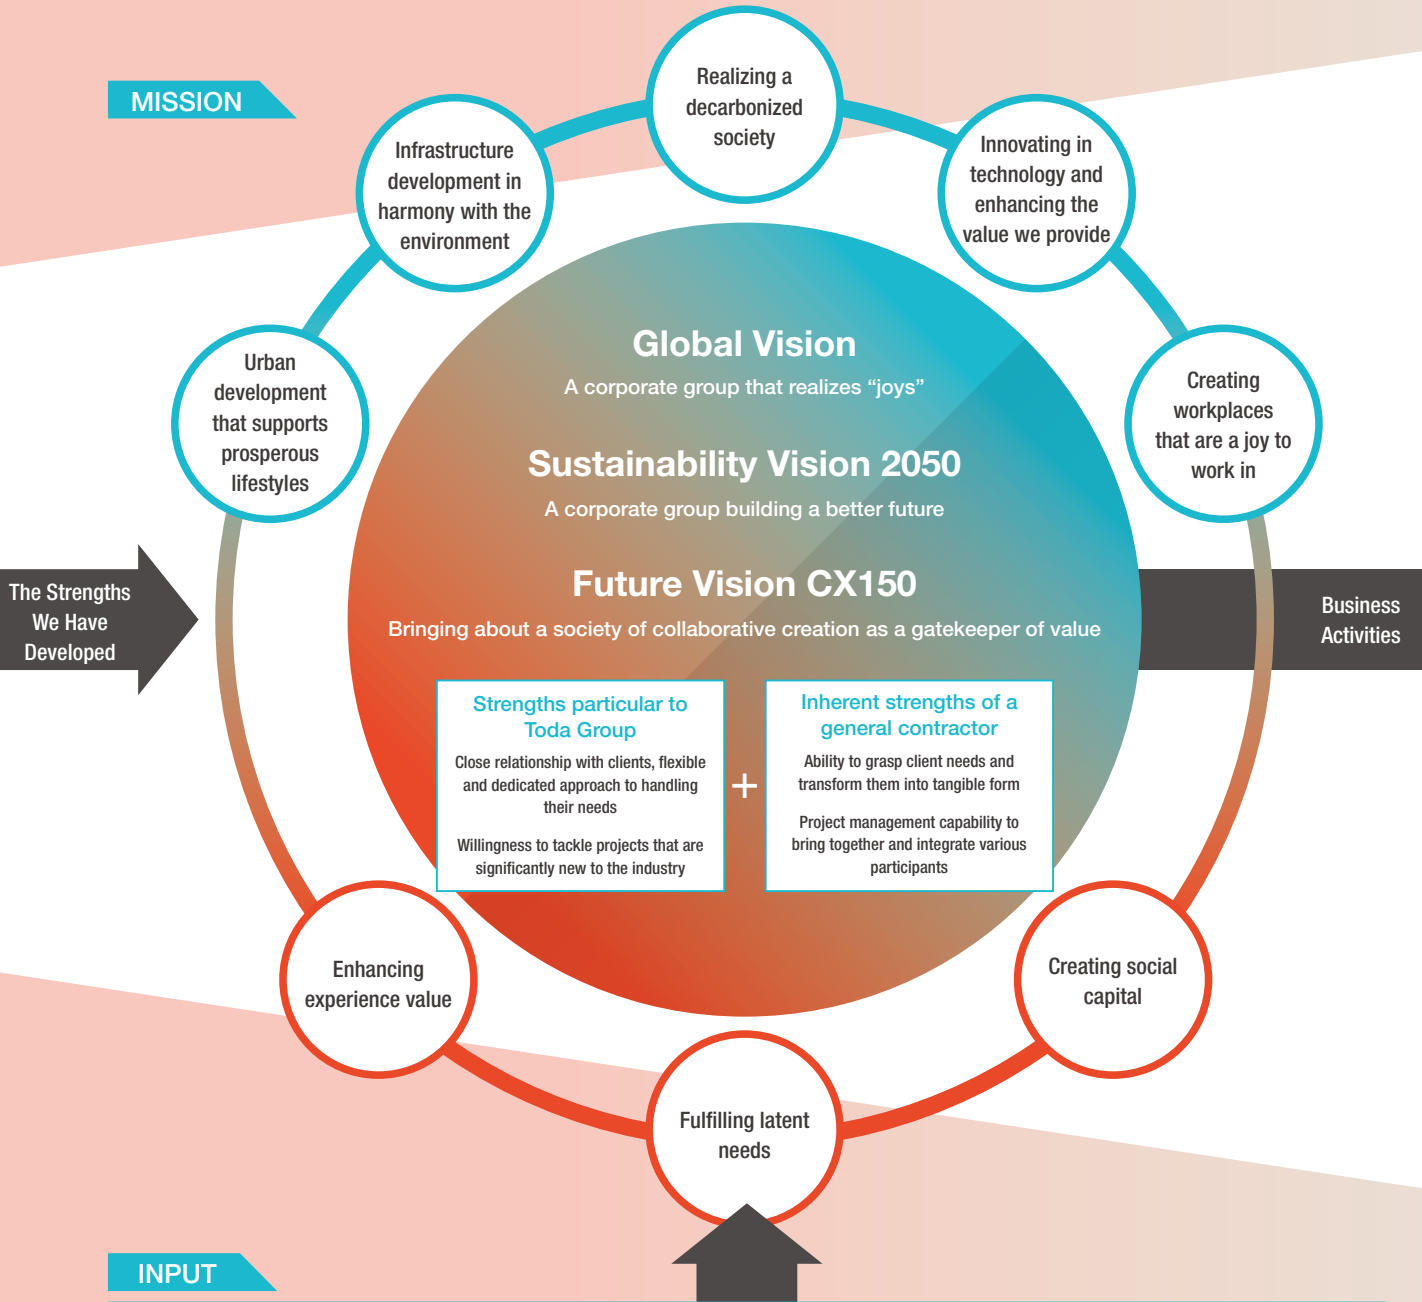 MISSION
Realizing a
decarbonized
society
Infrastructure
development in
harmony with the
environment
Innovating in
technology and
enhancing the
value we provide
Urban
development
that supports
prosperous
lifestyles
Creating
workplaces
that are a joy to
work in
Global Vision
A corporate group that realizes “joys”
Sustainability Vision 2050
A corporate group building a better future
Future Vision CX150
Bringing about a society of collaborative creation as a gatekeeper of value
The Strengths
We Have
Developed
Business
Activities
Strengths particular to
Toda Group
Close relationship with clients, flexible
and dedicated approach to handling
their needs
Willingness to tackle projects that are
significantly new to the industry
+
Inherent strengths of a
general contractor
Ability to grasp client needs and
transform them into tangible form
Project management capability to
bring together and integrate various
participants
Enhancing
experience value
Creating social
capital
Fulfilling latent
needs
INPUT